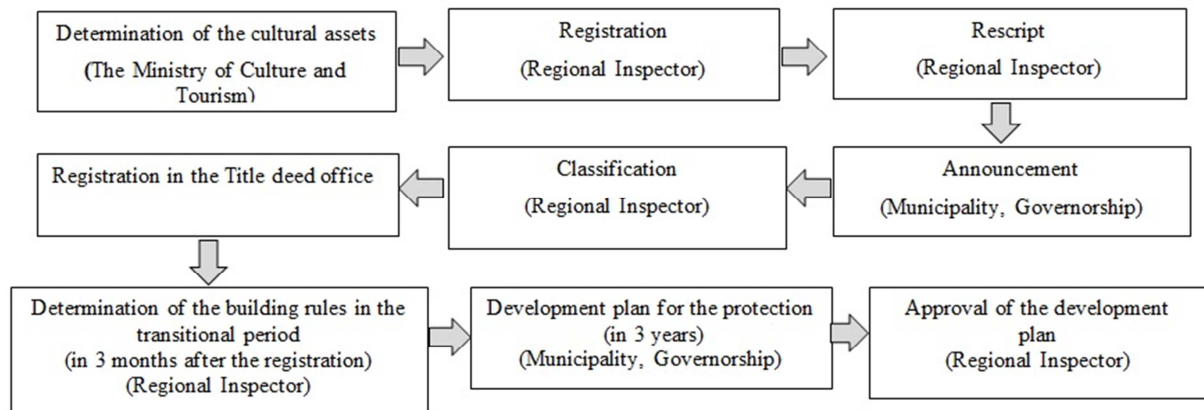 Determination of the cultural assets
(The Ministry of Culture and
Tourism)
Registration
(Regional Inspector)
Rescript
(Regional Inspector)
Announcement
(Municipality, Governorship)
Classification
(Regional Inspector)
Registration in the Title deed office
Determination of the building rules in the
transitional period
(in 3 months after the registration)
(Regional Inspector)
Development plan for the protection
(in 3 years)
(Municipality, Governorship)
Approval of the development
plan
(Regional Inspector)